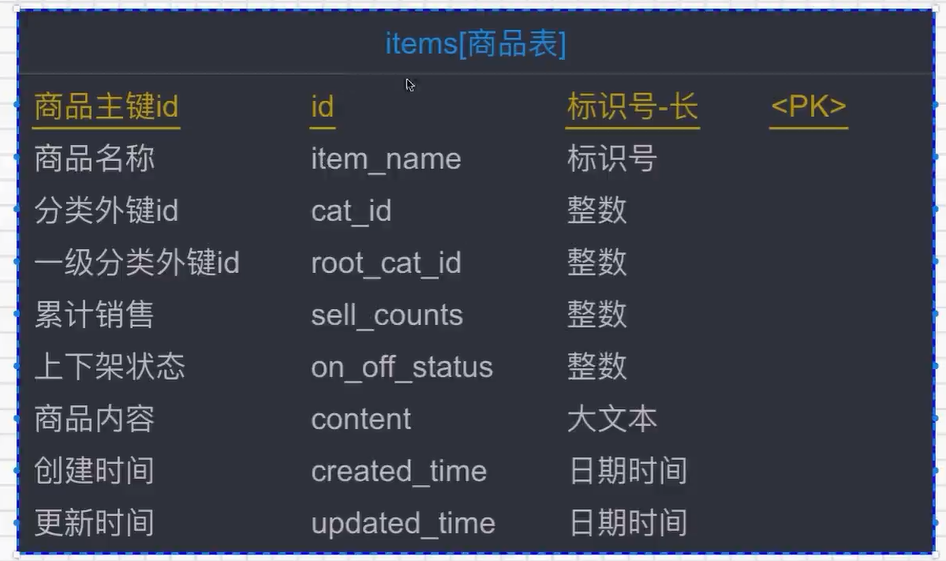 items[商品表]
商品主键id id 标识号-长 <PK>
商品名称 item_name 标识号
分类外键id cat_id 整数
一级分类外键id root_cat_id 整数
累计销售 sell_counts 整数
上下架状态 on_off_status 整数
商品内容 content 大文本
创建时间 created_time 日期时间
更新时间 updated_time 日期时间